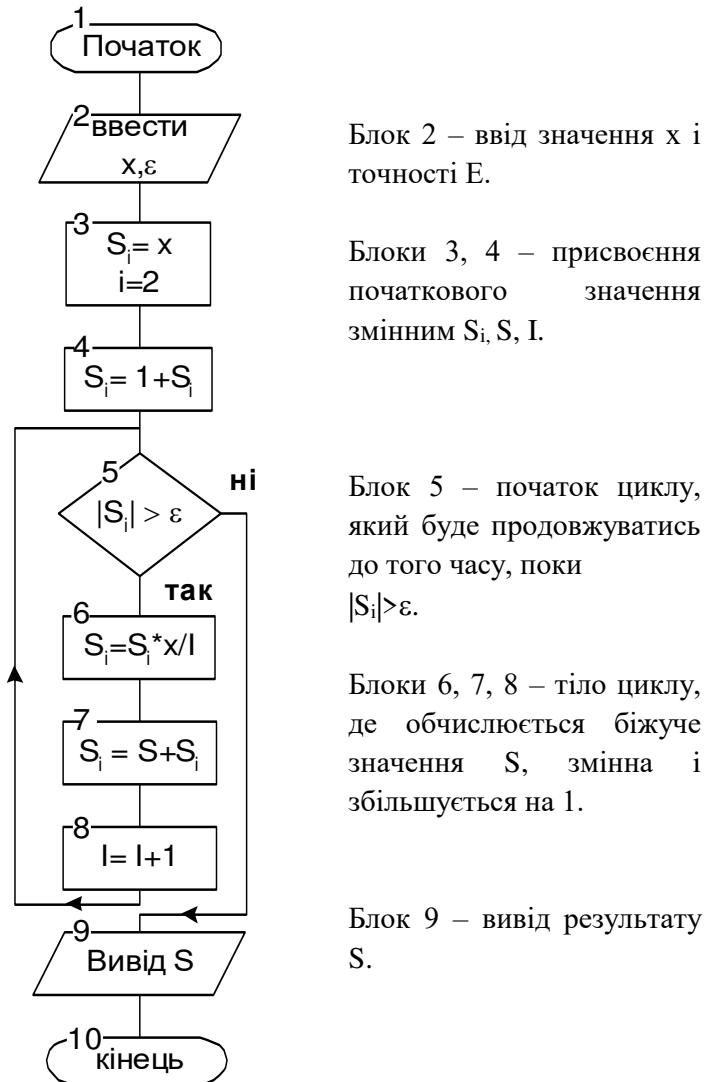 1
Початок
2
ввести
x,ε
Блок 2 – ввід значення x і
точності E.
3
Si= x
i=2
Блоки 3, 4 – присвоєння
початкового значення
змінним Si, S, I.
4
Si= 1+Si
5
|Si| > ε
ні
так
Блок 5 – початок циклу,
який буде продовжуватись
до того часу, поки
|Si|>ε.
6
Si=Si*x/I
7
Si = S+Si
8
I= I+1
Блоки 6, 7, 8 – тіло циклу,
де обчислюється біжуче
значення S, змінна і
збільшується на 1.
9
Вивід S
Блок 9 – вивід результату
S.
10
кінець